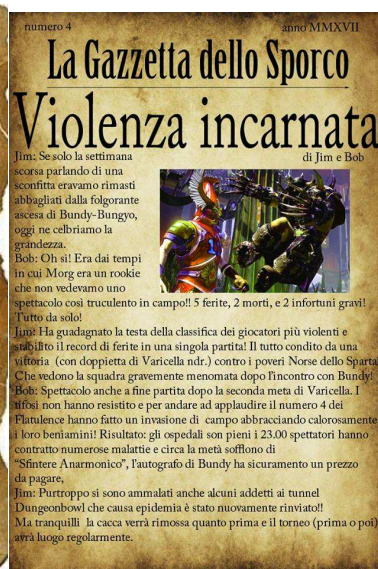 numero 4 anno MMXVII
La Gazzetta dello Sporco
Violenza incarnata
di Jim e Bob
Jim: Se solo la settimana
scorsa parlando di una
sconfitta eravamo rimasti
abbagliati dalla folgorante
ascesa di Bundy-Bungyo,
oggi ne celbriamo la
grandezza.
Bob: Oh si! Era dai tempi
in cui Morg era un rookie
che non vedevamo uno
spettacolo così truculento in campo!! 5 ferite, 2 morti, e 2 infortuni gravi!
Tutto da solo!
Jim: Ha guadagnato la testa della classifica dei giocatori più violenti e
stabilito il record di ferite in una singola partita! Il tutto condito da una
vittoria (con doppietta di Varicella ndr.) contro i poveri Norse dello Sparta
Che vedono la squadra gravemente menomata dopo l'incontro con Bundy!
Bob: Spettacolo anche a fine partita dopo la seconda meta di Varicella. I
tifosi non hanno resistito e per andar ad applaudire il numero 4 dei
Flatulence hanno fatto un invasione di campo abbracciando calorosamente
i loro beniamini! Risultato: gli ospedali son pieni i 23.00 spettatori hanno
contratto numerose malattie e circa la metà sofflono di
"Sfintere Anarmonico", l'autografo di Bundy ha sicuramento un prezzo
da pagare,
Jim: Purtroppo si sono ammalati anche alcuni addetti ai tunnel
Dungeonbowl che causa epidemia è stato nuovamente rinviato!!
Ma tranquilli la cacca verrà rimossa quanto prima e il torneo (prima o poi)
avrà luogo regolarmente.